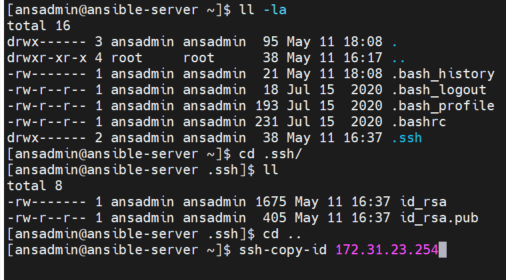 [ansadmin@ansible-server ~]$ ll -la
total 16
drwx------ 3 ansadmin ansadmin  95 May 11 18:08 .
drwxr-xr-x 4 root     root      38 May 11 16:17 ..
-rw------- 1 ansadmin ansadmin  21 May 11 18:08 .bash_history
-rw-r--r-- 1 ansadmin ansadmin  18 Jul 15  2020 .bash_logout
-rw-r--r-- 1 ansadmin ansadmin 193 Jul 15  2020 .bash_profile
-rw-r--r-- 1 ansadmin ansadmin 231 Jul 15  2020 .bashrc
drwx------ 2 ansadmin ansadmin  38 May 11 16:37 .ssh
[ansadmin@ansible-server ~]$ cd .ssh/
[ansadmin@ansible-server .ssh]$ ll
total 8
-rw------- 1 ansadmin ansadmin 1675 May 11 16:37 id_rsa
-rw-r--r-- 1 ansadmin ansadmin  405 May 11 16:37 id_rsa.pub
[ansadmin@ansible-server .ssh]$ cd ..
[ansadmin@ansible-server ~]$ ssh-copy-id 172.31.23.254